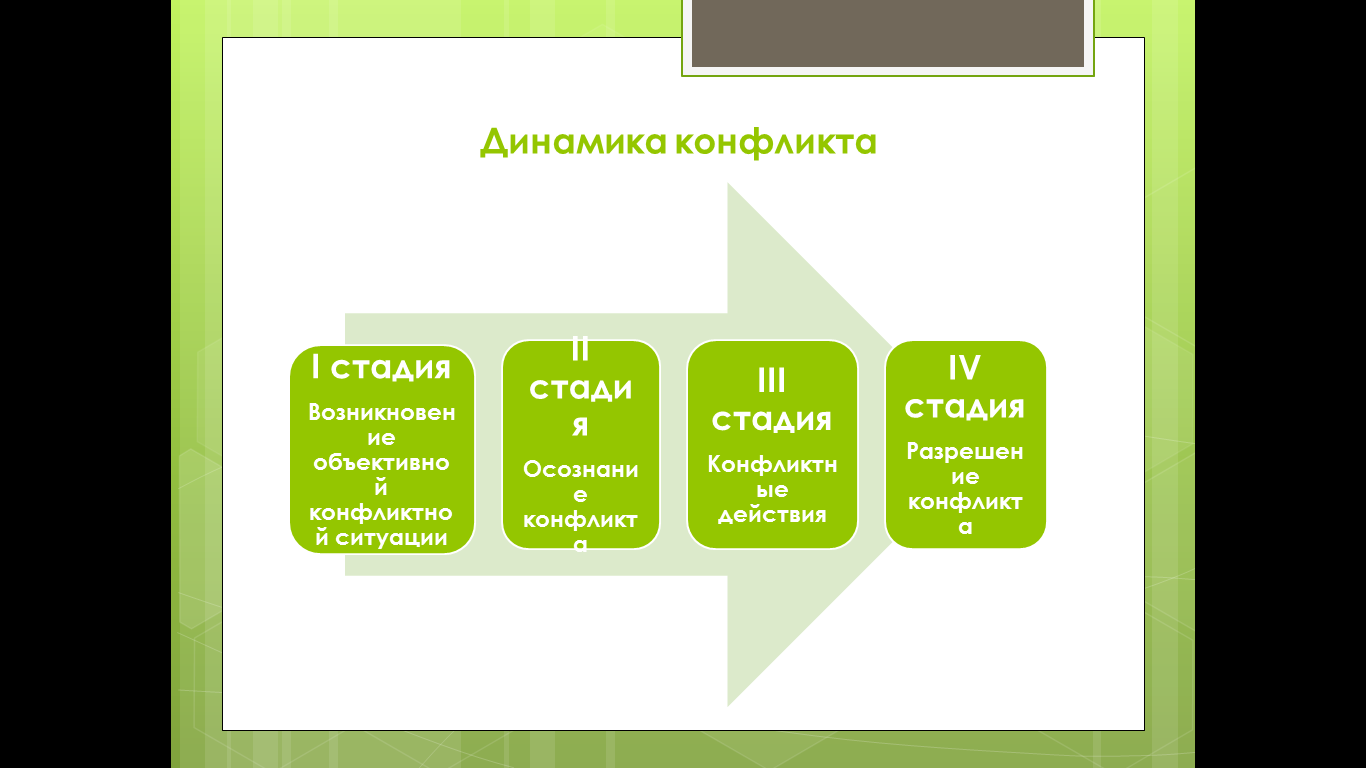 Динамика конфликта
I стадия
Возникновен
ие
объективно
й
конфликтно
й ситуации
II
стади
я
Осознани
е
конфликт
а
III
стадия
Конфликтн
ые
действия
IV
стадия
Разрешен
ие
конфликт
а